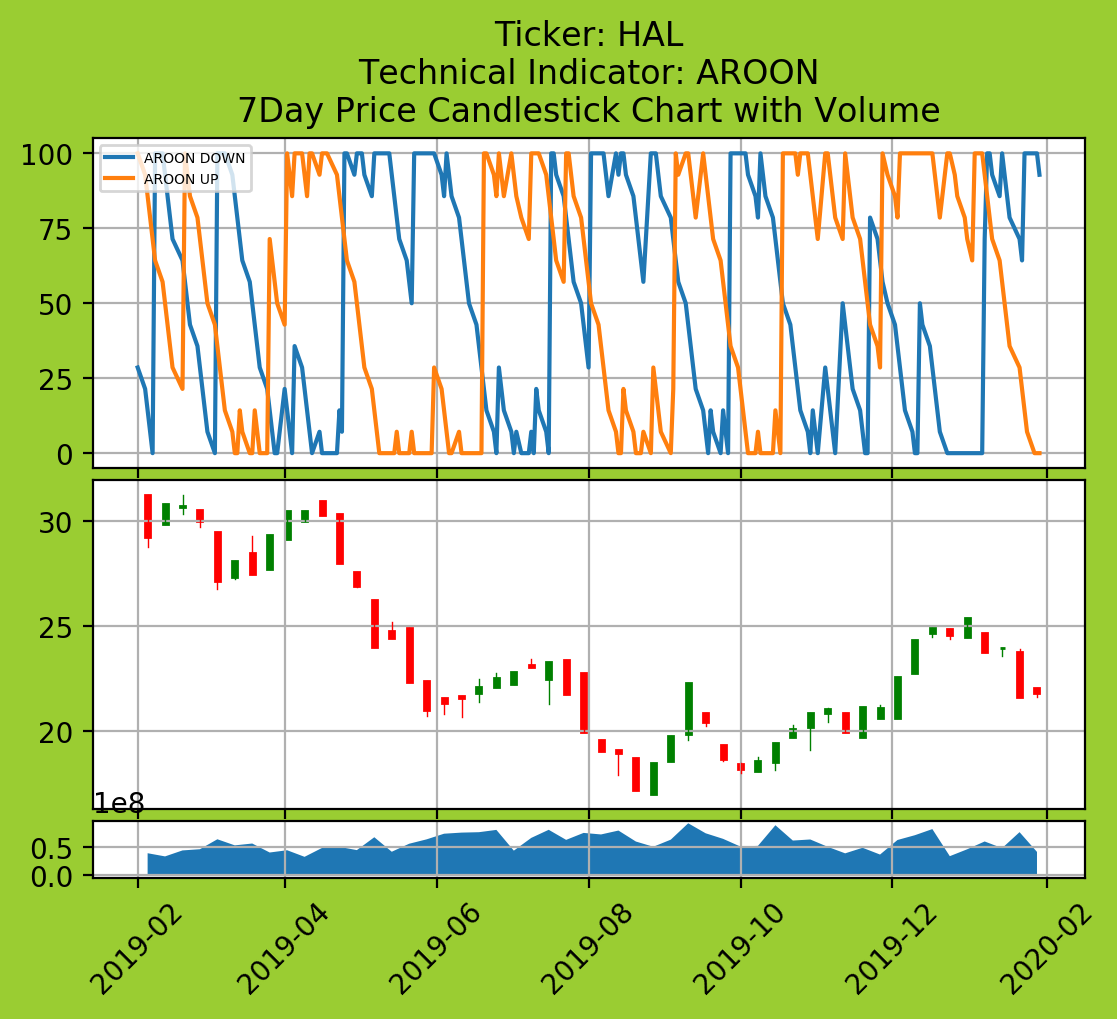 Ticker: HAL
Technical Indicator: AROON
7Day Price Candlestick Chart with Volume
100
75
50
25
0
AROON DOWN
AROON UP
30
25
20
1e8
0.5
0.0
2019-02
2019-04
2019-06
2019-08
2019-10
2019-12
2020-02